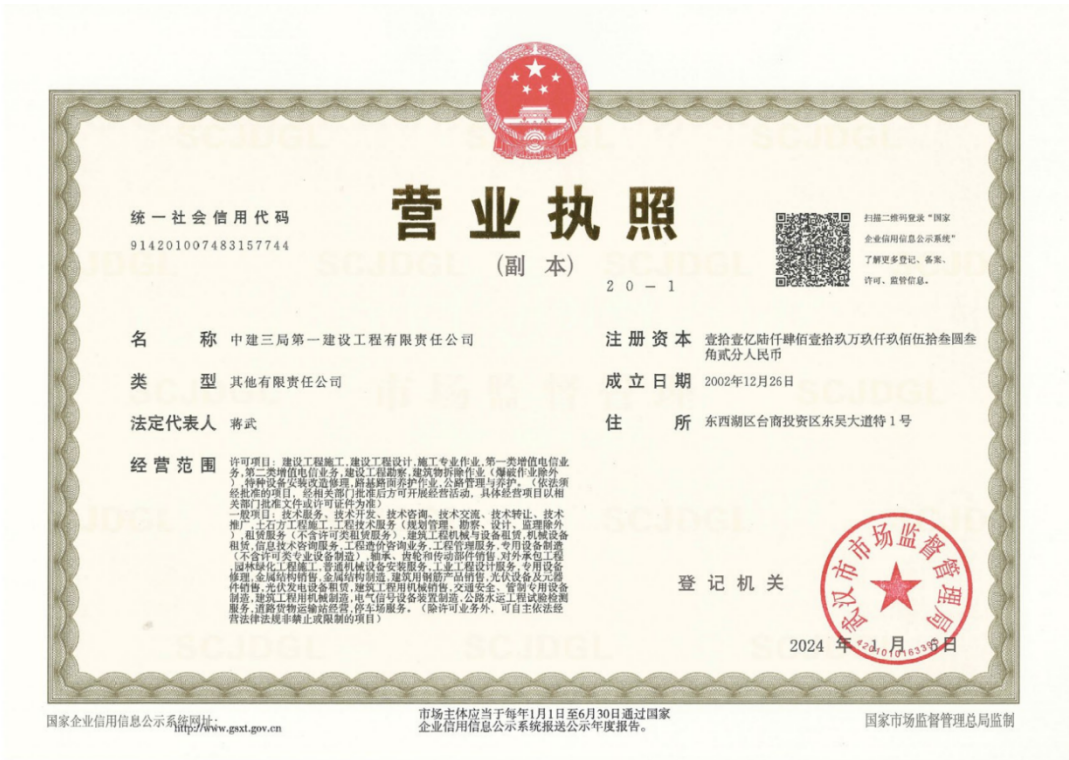 营业执照
(副 本)
20-1
统一社会信用代码
914201007483157744
扫描二维码登录“国家
企业信用信息公示系统”
了解更多登记、备案、
许可、监管信息。
名 称 中建三局第一建设工程有限责任公司
类 型 其他有限责任公司
法定代表人 蒋武
经营范围 许可项目：建设工程施工,建设工程设计,施工专业作业,第一类增值电信业
务,第二类增值电信业务,建设工程勘察,建筑物拆除作业（爆破作业除外
）,特种设备安装改造修理,路基路面养护作业,公路管理与养护。（依法须
经批准的项目，经相关部门批准后方可开展经营活动，具体经营项目以相
关部门批准文件或许可证件为准）
一般项目：技术服务、技术开发、技术咨询、技术交流、技术转让、技术
推广,土石方工程施工,工程技术服务（规划管理、勘察、设计、监理除外
）,租赁服务（不含许可类租赁服务）,建筑工程机械与设备租赁,机械设备
租赁,信息技术咨询服务,工程造价咨询业务,工程管理服务,专用设备制造
（不含许可类专业设备制造）,轴承、齿轮和传动部件销售,对外承包工程
,园林绿化工程施工,普通机械设备安装服务,工业工程设计服务,专用设备
修理,金属结构销售,金属结构制造,建筑用钢筋产品销售,光伏设备及元器
件销售,光伏发电设备租赁,建筑工程用机械销售,交通安全、管制专用设备
制造,建筑工程用机械制造,电气信号设备装置制造,公路水运工程试验检测
服务,道路货物运输站经营,停车场服务。（除许可业务外，可自主依法经
营法律法规非禁止或限制的项目）
注册资本 壹拾壹亿陆仟肆佰壹拾玖万玖仟玖佰伍拾叁圆叁
角贰分人民币
成立日期 2002年12月26日
住 所 东西湖区台商投资区东吴大道特1号
登记机关
武汉市市场监督管理局
2024 年 1 月 5日
国家企业信用信息公示系统网址：
http://www.gsxt.gov.cn
市场主体应当于每年1月1日至6月30日通过国家
企业信用信息公示系统报送公示年度报告。
国家市场监督管理总局监制